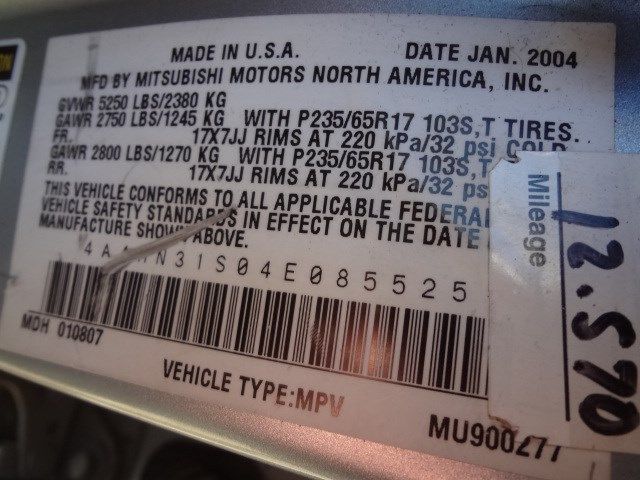 MADE IN U.S.A. DATE JAN. 2004
MFD BY MITSUBISHI MOTORS NORTH AMERICA, INC.
GVWR 5250 LBS/2380 KG
GAWR 2750 LBS/1245 KG WITH P235/65R17 103S,T TIRES.
FR. 17X7JJ RIMS AT 220 kPa/32 psi COLD
GAWR 2800 LBS/1270 KG WITH P235/65R17 103S,T
RR. 17X7JJ RIMS AT 220 kPa/32 psi
THIS VEHICLE CONFORMS TO ALL APPLICABLE FEDERAL
VEHICLE SAFETY STANDARDS IN EFFECT ON THE DATE
MANUFACTURE SHOWN ABOVE.
N31S04E085525
MDH 010807
VEHICLE TYPE:MPV
MU900277
Mileage
12.570